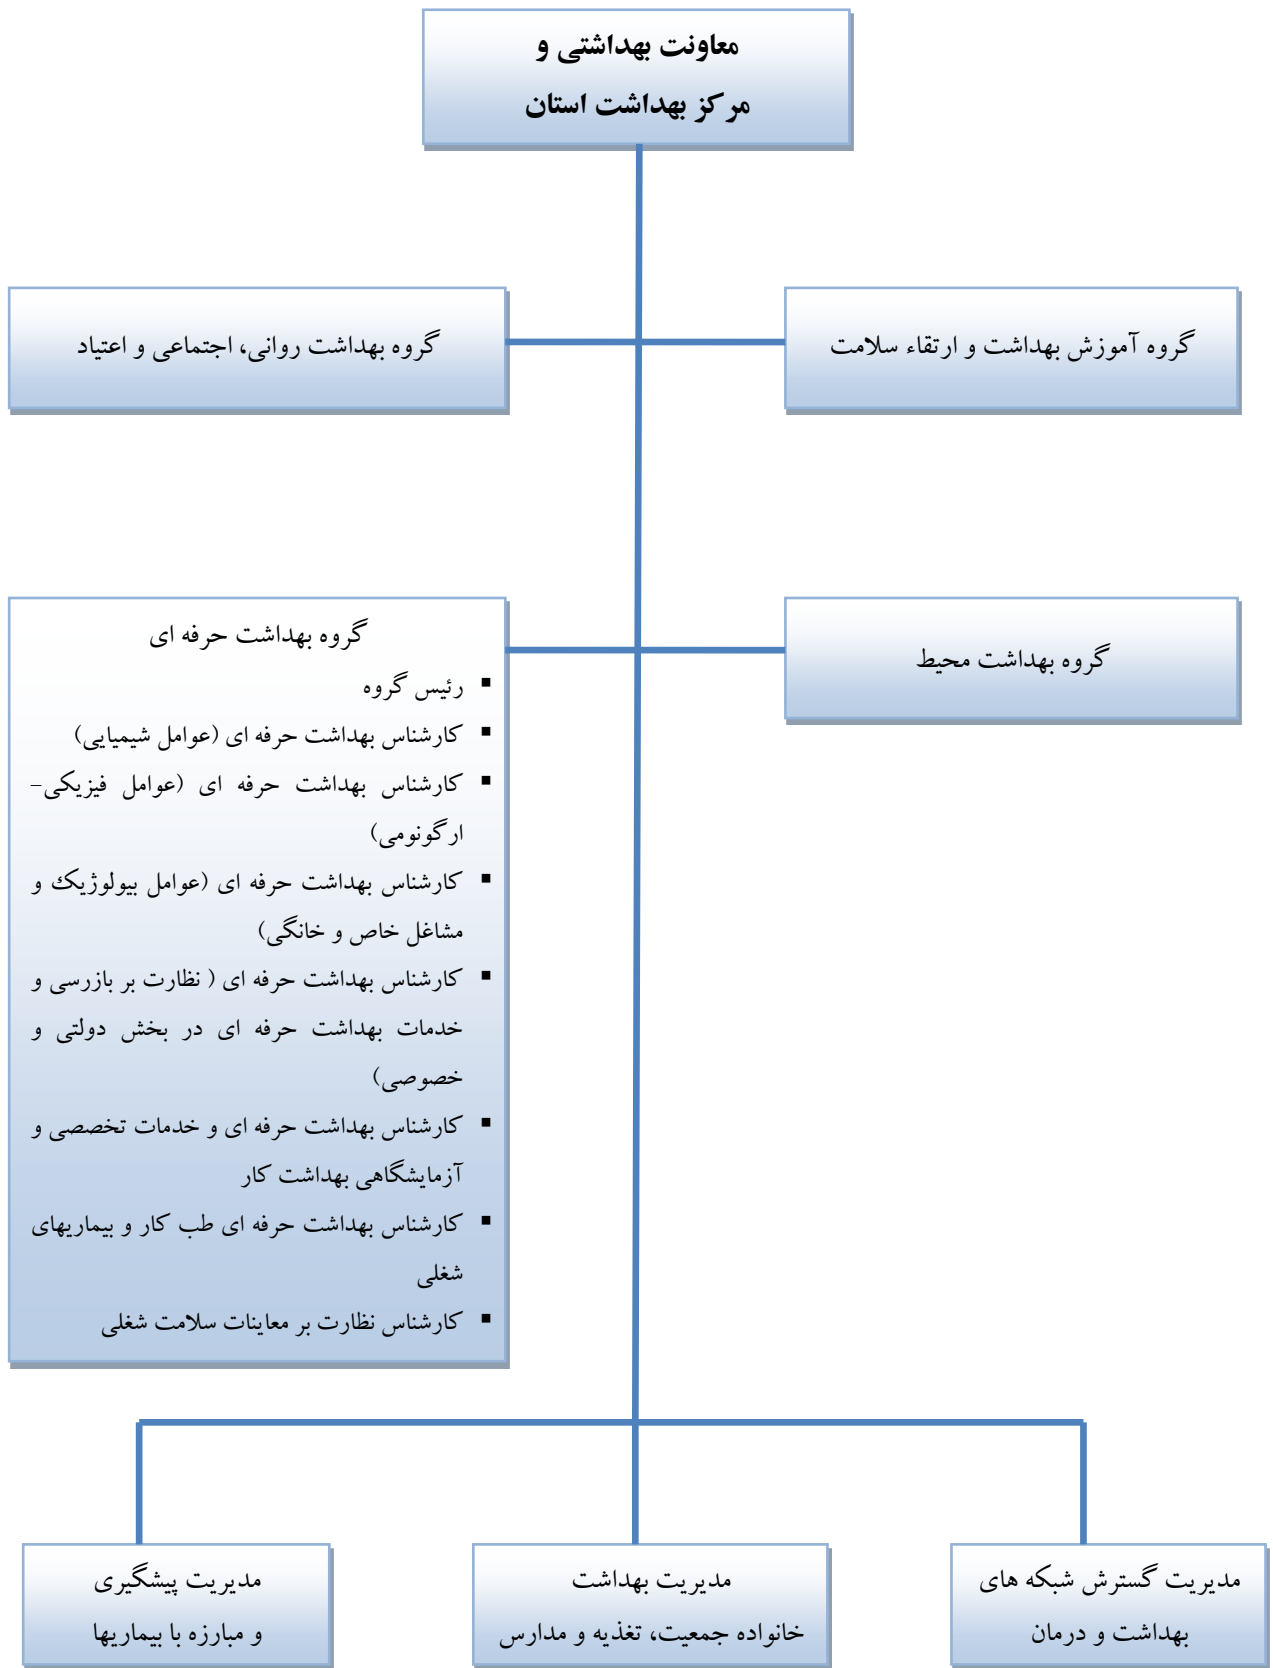 معاونت بهداشتی و
مرکز بهداشت استان
گروه آموزش بهداشت و ارتقاء سلامت
گروه بهداشت روانی، اجتماعی و اعتیاد
گروه بهداشت محیط
گروه بهداشت حرفه ای
▪ رئیس گروه
▪ کارشناس بهداشت حرفه ای (عوامل شیمیایی)
▪ کارشناس بهداشت حرفه ای (عوامل فیزیکی-
ارگونومی)
▪ کارشناس بهداشت حرفه ای (عوامل بیولوژیک و
مشاغل خاص و خانگی)
▪ کارشناس بهداشت حرفه ای ( نظارت بر بازرسی و
خدمات بهداشت حرفه ای در بخش دولتی و
خصوصی)
▪ کارشناس بهداشت حرفه ای و خدمات تخصصی و
آزمایشگاهی بهداشت کار
▪ کارشناس بهداشت حرفه ای طب کار و بیماریهای
شغلی
▪ کارشناس نظارت بر معاینات سلامت شغلی
مدیریت گسترش شبکه های
بهداشت و درمان
مدیریت بهداشت
خانواده جمعیت، تغذیه و مدارس
مدیریت پیشگیری
و مبارزه با بیماریها